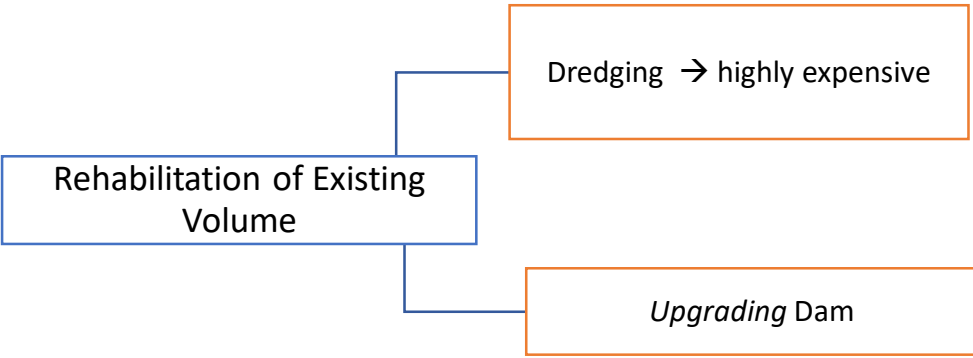 Dredging → highly expensive
Rehabilitation of Existing
Volume
Upgrading Dam